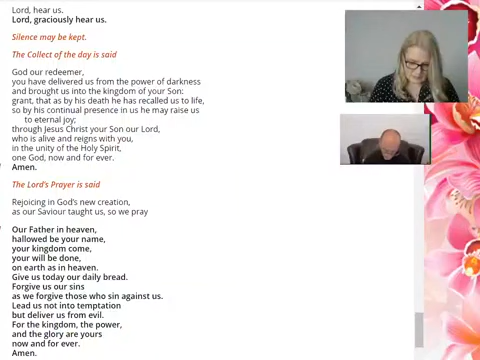 Lord, hear us.
Lord, graciously hear us.
Silence may be kept.
The Collect of the day is said
God our redeemer,
you have delivered us from the power of darkness
and brought us into the kingdom of your Son:
grant, that as by his death he has recalled us to life,
so by his continual presence in us he may raise us
to eternal joy;
through Jesus Christ your Son our Lord,
who is alive and reigns with you,
in the unity of the Holy Spirit,
one God, now and for ever.
Amen.
The Lord's Prayer is said
Rejoicing in God's new creation,
as our Saviour taught us, so we pray
Our Father in heaven,
hallowed be your name,
your kingdom come,
your will be done,
on earth as in heaven.
Give us today our daily bread.
Forgive us our sins
as we forgive those who sin against us.
Lead us not into temptation
but deliver us from evil.
For the kingdom, the power,
and the glory are yours
now and for ever.
Amen.